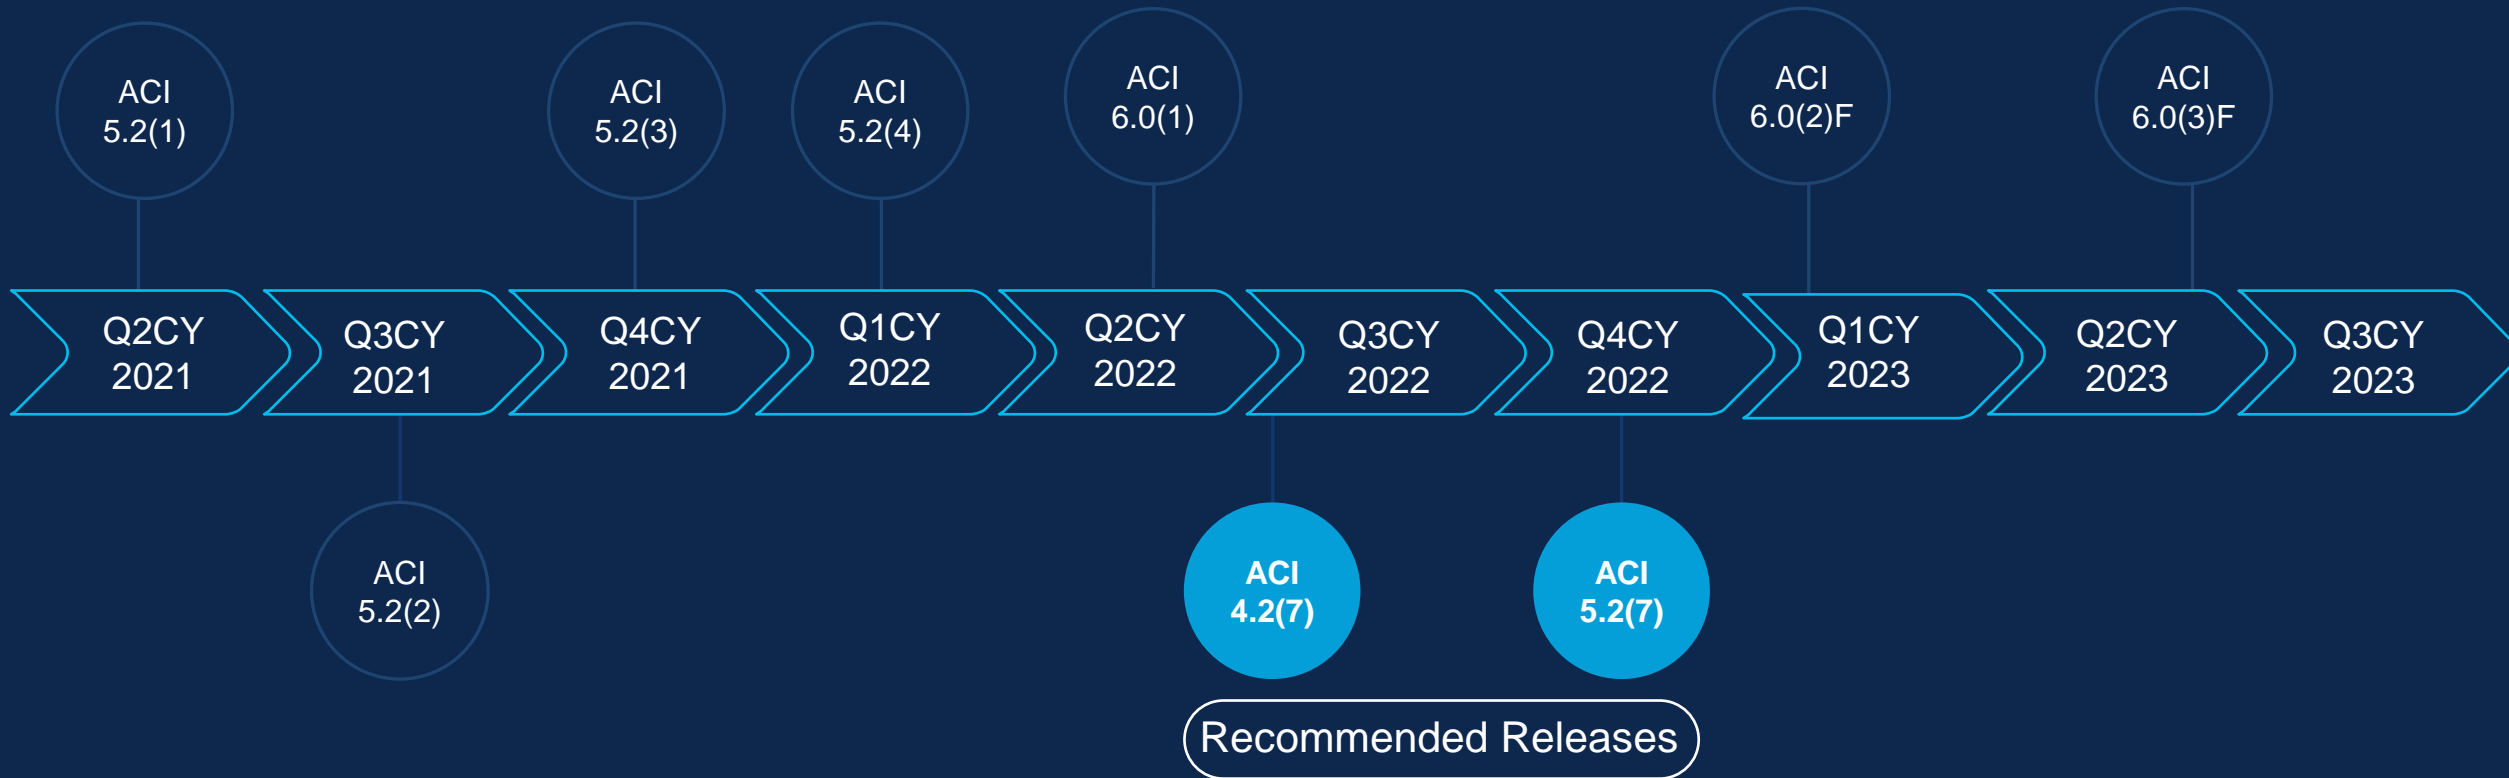 ACI
5.2(1)
ACI
5.2(3)
ACI
5.2(4)
ACI
6.0(1)
ACI
6.0(2)F
ACI
6.0(3)F
Q2CY
2021
Q3CY
2021
Q4CY
2021
Q1CY
2022
Q2CY
2022
Q3CY
2022
Q4CY
2022
Q1CY
2023
Q2CY
2023
Q3CY
2023
ACI
5.2(2)
ACI
4.2(7)
ACI
5.2(7)
Recommended Releases